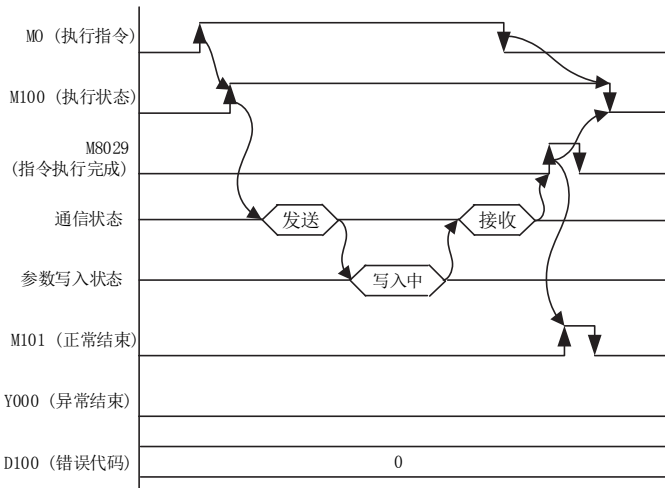 M0 (执行指令)
M100 (执行状态)
M8029
(指令执行完成)
通信状态
发送
接收
参数写入状态
写入中
M101 (正常结束)
Y000 (异常结束)
D100 (错误代码)
0